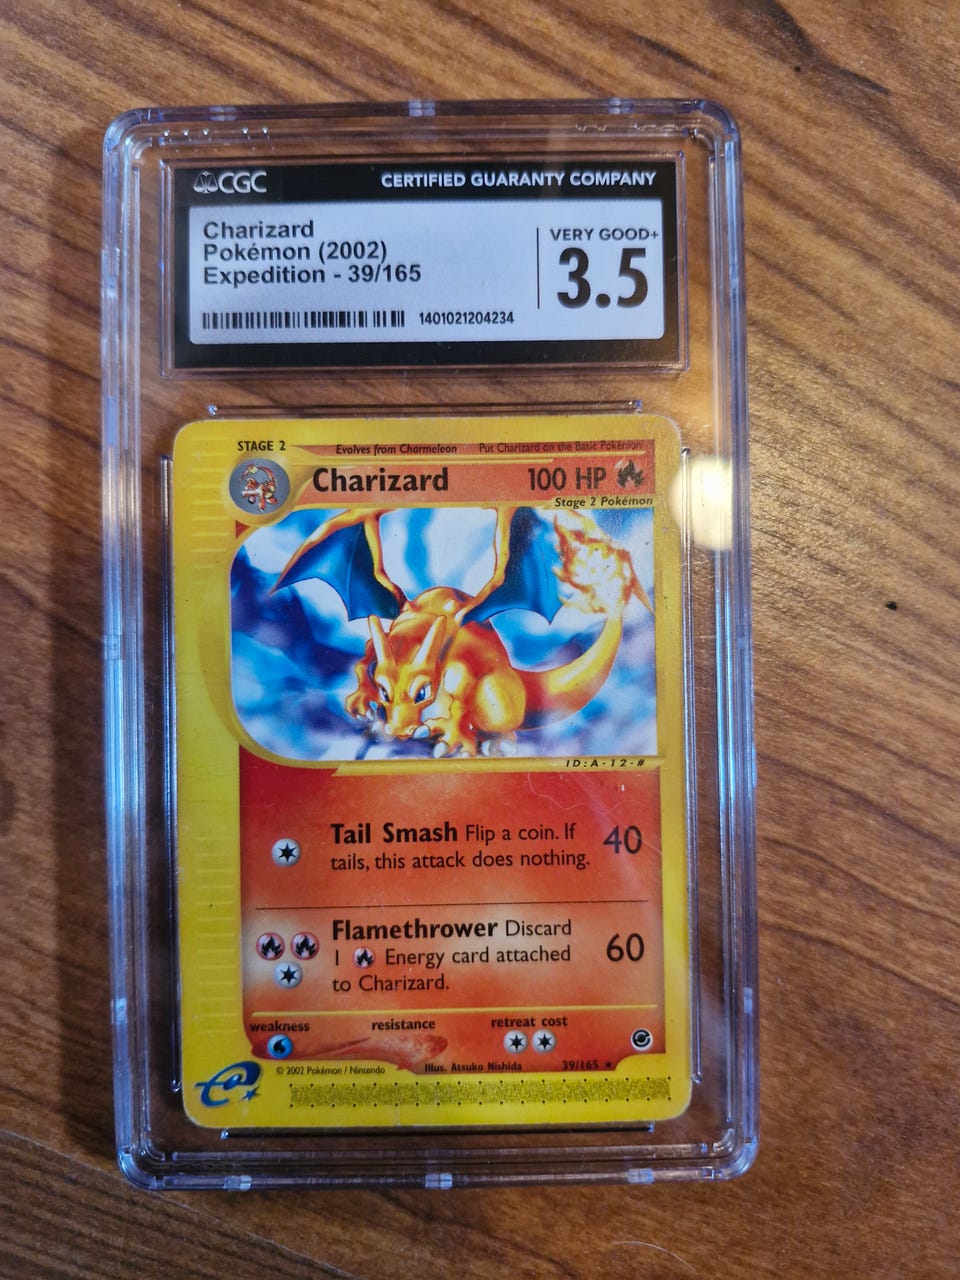 CGC CERTIFIED GUARANTY COMPANY
Charizard
Pokémon (2002)
Expedition - 39/165
VERY GOOD+
3.5
1401021204234
STAGE 2 Evolves from Charmeleon Put Charizard on the Basic Pokémon
Charizard 100 HP
Stage 2 Pokémon
ID:A-12-#
Tail Smash Flip a coin. If 40
tails, this attack does nothing.
Flamethrower Discard
1 Energy card attached 60
to Charizard.
weakness resistance retreat cost
Illus. Atsuko Nishida 39/165 ★
© 2002 Pokémon / Nintendo
e